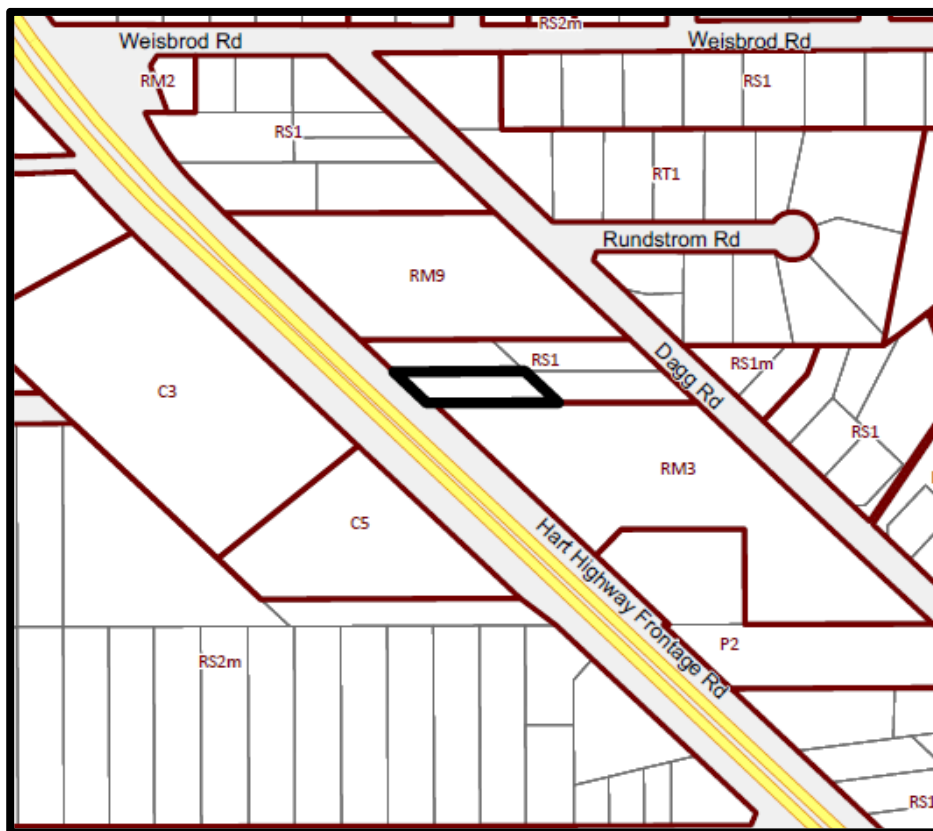 RS2m
Weisbrod Rd
Weisbrod Rd
RM2
RS1
RS1
RT1
Rundstrom Rd
RM9
RS1
Dagg Rd
RS1m
C3
RS1
RM3
C5
Hart Highway Frontage Rd
P2
RS2m
RS1